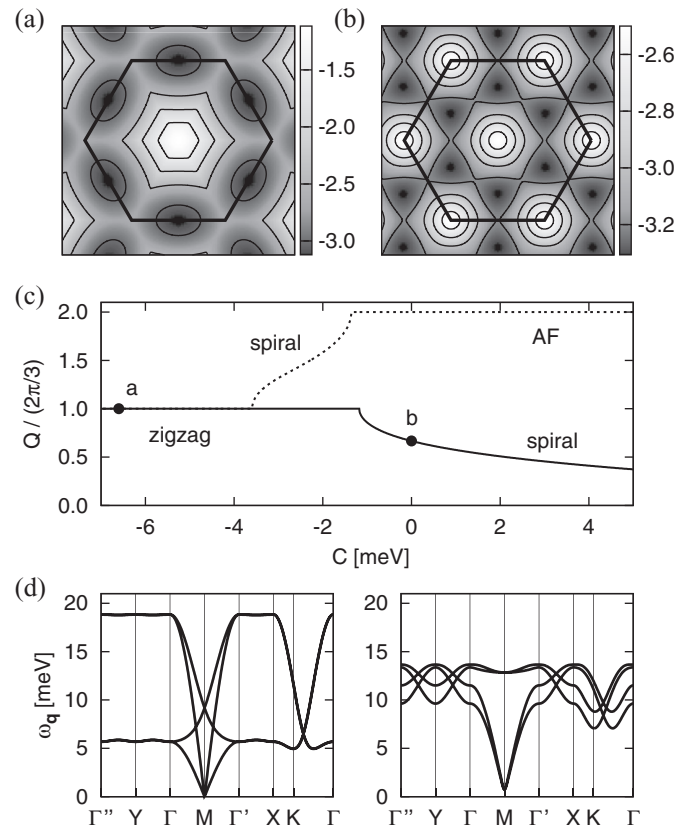 (a)
(b)
-1.5
-2.0
-2.5
-3.0
-2.6
-2.8
-3.0
-3.2
(c)
2.0
1.5
1.0
0.5
0.0
Q / (2π/3)
spiral
AF
a
zigzag
b
spiral
-6 -4 -2 0 2 4
C [meV]
(d)
20
15
10
5
0
ω_q [meV]
Γ'' Y Γ M Γ' X K Γ
20
15
10
5
0
Γ'' Y Γ M Γ' X K Γ